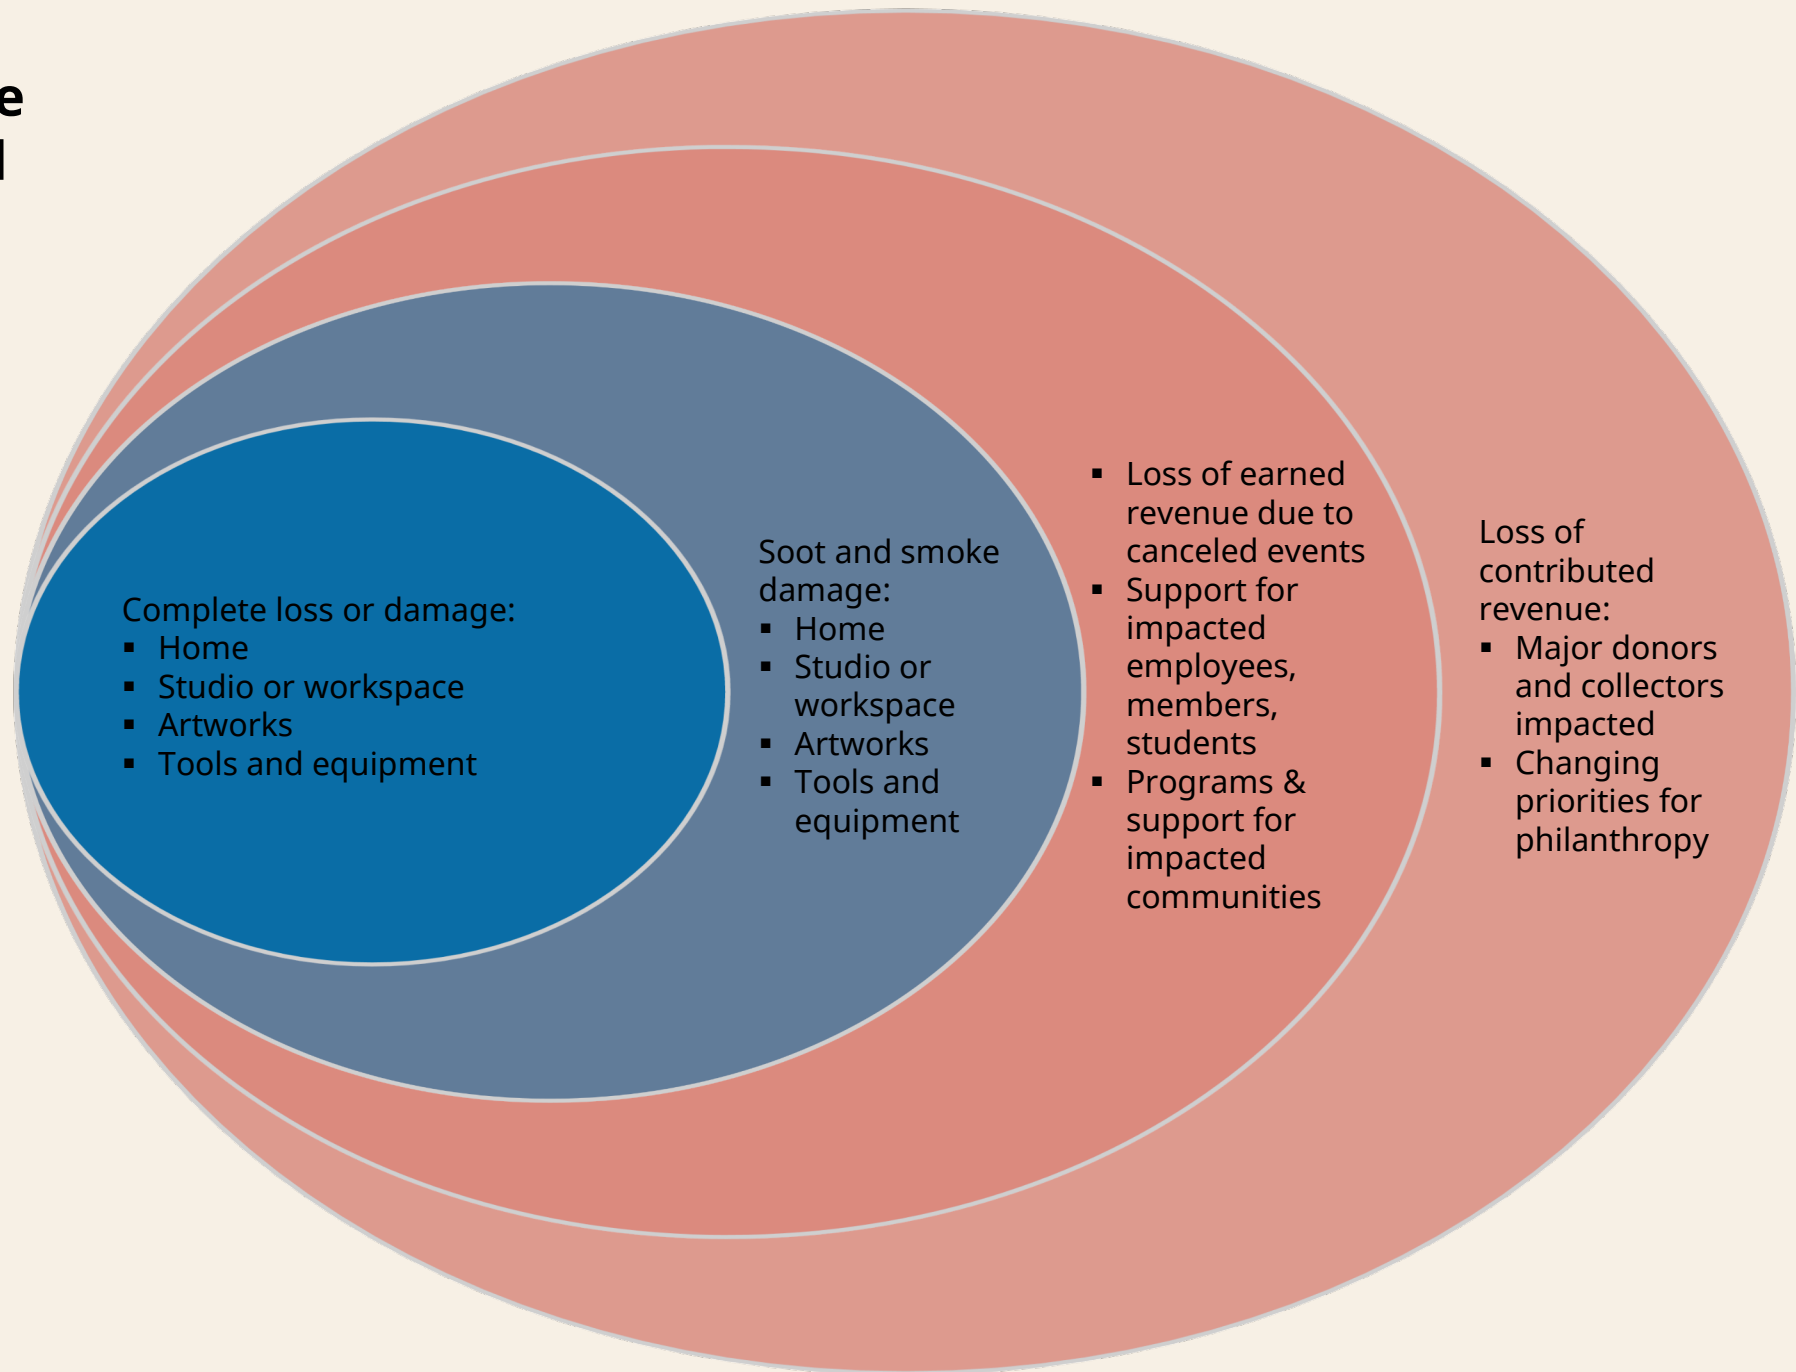 Complete loss or damage:
▪ Home
▪ Studio or workspace
▪ Artworks
▪ Tools and equipment
Soot and smoke
damage:
▪ Home
▪ Studio or
workspace
▪ Artworks
▪ Tools and
equipment
▪ Loss of earned
revenue due to
canceled events
▪ Support for
impacted
employees,
members,
students
▪ Programs &
support for
impacted
communities
Loss of
contributed
revenue:
▪ Major donors
and collectors
impacted
▪ Changing
priorities for
philanthropy